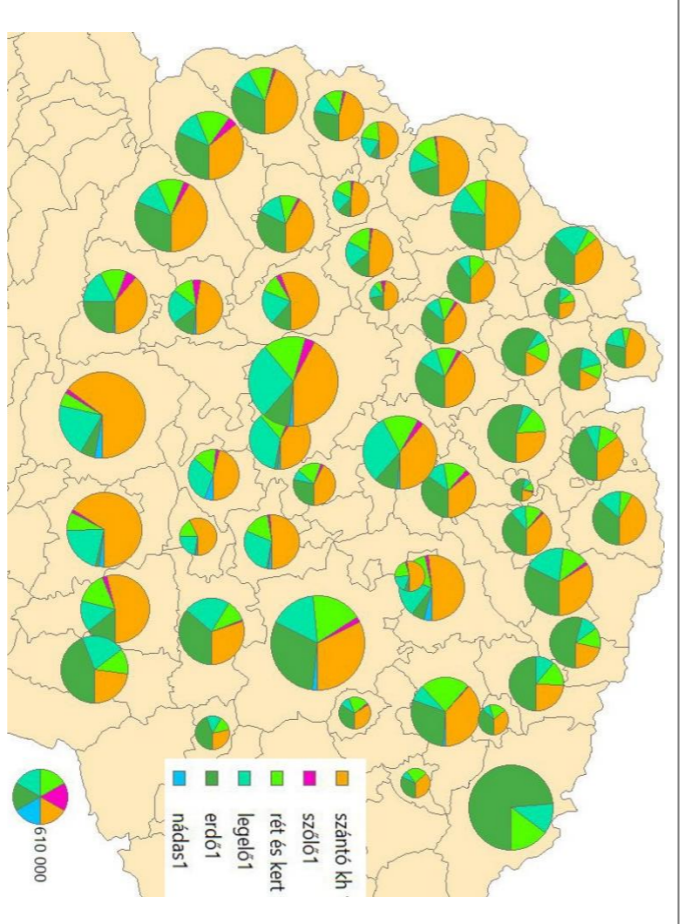 szántó kh
szőlő1
rét és kert
legelő1
erdő1
nádas1
610 000